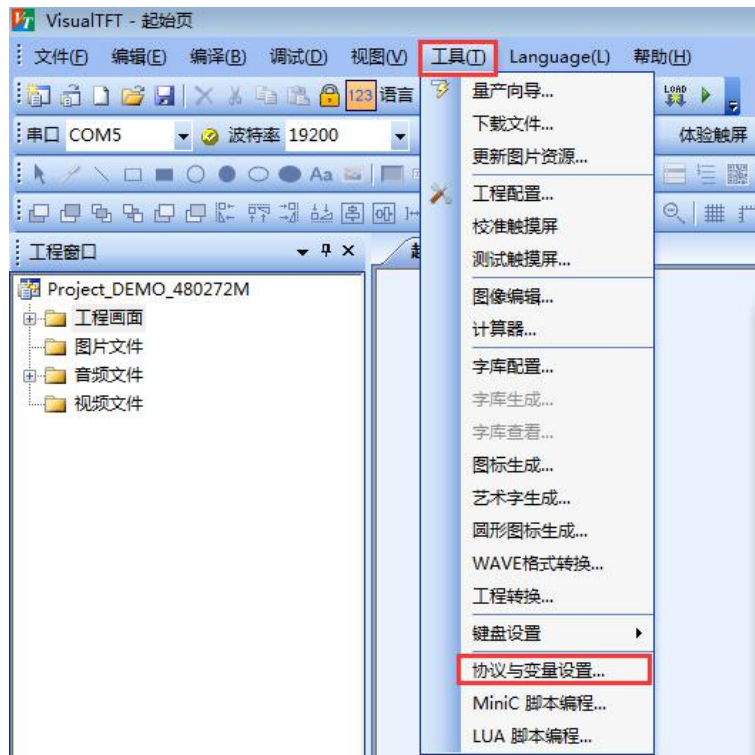 VisualTFT - 起始页
文件(F) 编辑(E) 编译(B) 调试(D) 视图(V) 工具(T) Language(L) 帮助(H)
123 语言 LOAD
串口 COM5 波特率 19200 体验触屏
Aa
工程窗口
Project_DEMO_480272M
工程画面
图片文件
音频文件
视频文件
量产向导...
下载文件...
更新图片资源...
工程配置...
校准触摸屏
测试触摸屏...
图像编辑...
计算器...
字库配置...
字库生成...
字库查看...
图标生成...
艺术字生成...
圆形图标生成...
WAVE格式转换...
工程转换...
键盘设置
协议与变量设置...
MiniC 脚本编程...
LUA 脚本编程...